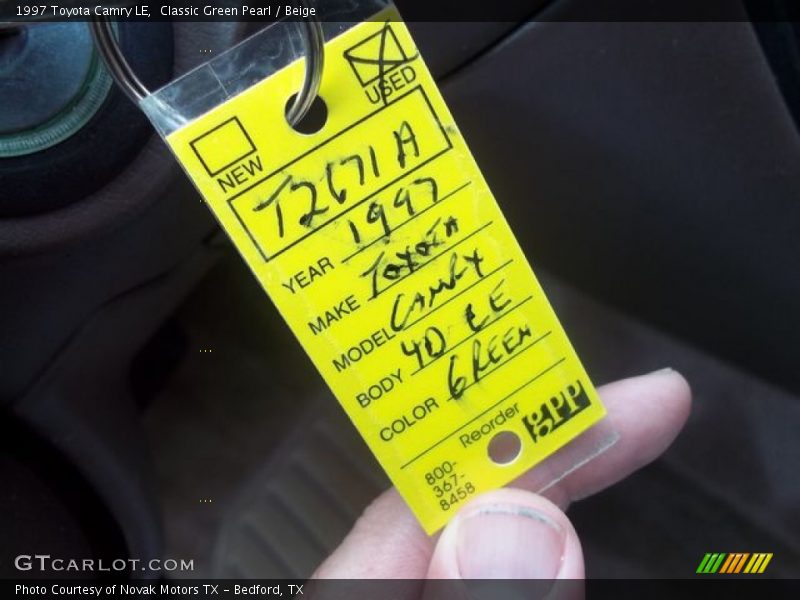 1997 Toyota Camry LE,  Classic Green Pearl / Beige
USED
NEW
T2671A
YEAR 1997
MAKE TOYOTA
MODEL CAMRY
BODY 4D LE
COLOR GREEN
Reorder gpp
800-
367-
8458
GTCARLOT.COM
Photo Courtesy of Novak Motors TX - Bedford, TX